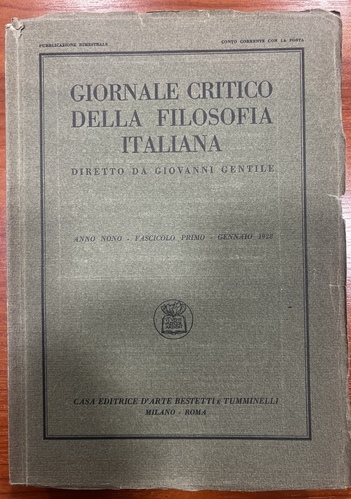 PUBBLICAZIONE BIMESTRALE
CONTO CORRENTE CON LA POSTA
GIORNALE CRITICO
DELLA FILOSOFIA
ITALIANA
DIRETTO DA GIOVANNI GENTILE
ANNO NONO - FASCICOLO PRIMO - GENNAIO 1928
CASA EDITRICE D'ARTE BESTETTI E TUMMINELLI
MILANO - ROMA